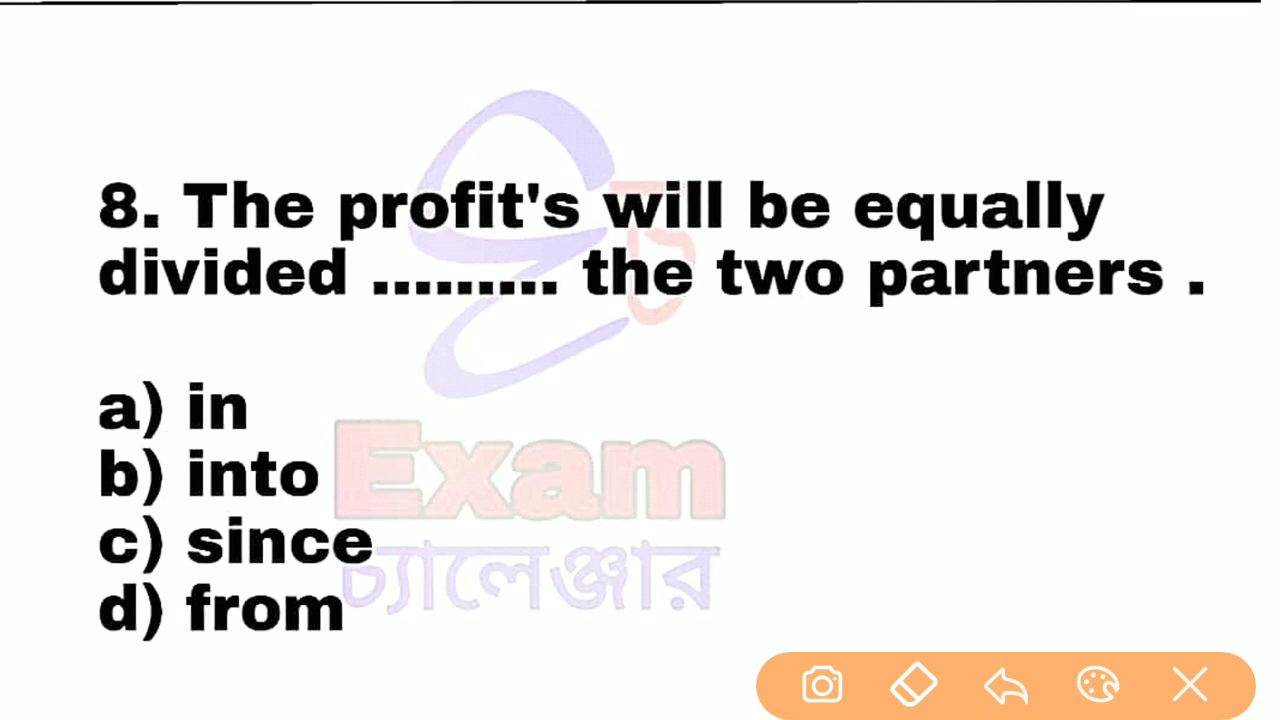 8. The profit's will be equally
divided ......... the two partners .
a) in
b) into
c) since
d) from
Exam
চ্যালেঞ্জার